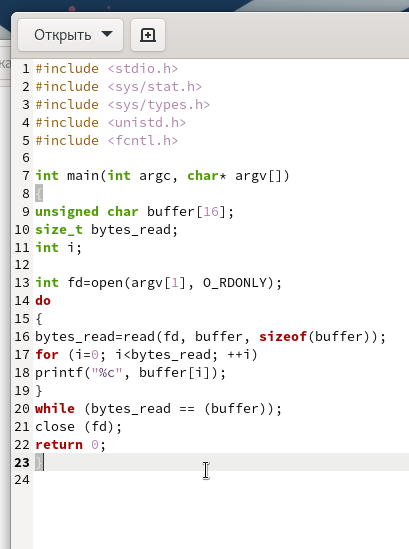 Открыть
1 #include <stdio.h>
2 #include <sys/stat.h>
3 #include <sys/types.h>
4 #include <unistd.h>
5 #include <fcntl.h>
6
7 int main(int argc, char* argv[])
8 {
9 unsigned char buffer[16];
10 size_t bytes_read;
11 int i;
12
13 int fd=open(argv[1], O_RDONLY);
14 do
15 {
16 bytes_read=read(fd, buffer, sizeof(buffer));
17 for (i=0; i<bytes_read; ++i)
18 printf("%c", buffer[i]);
19 }
20 while (bytes_read == (buffer));
21 close (fd);
22 return 0;
23 }
24